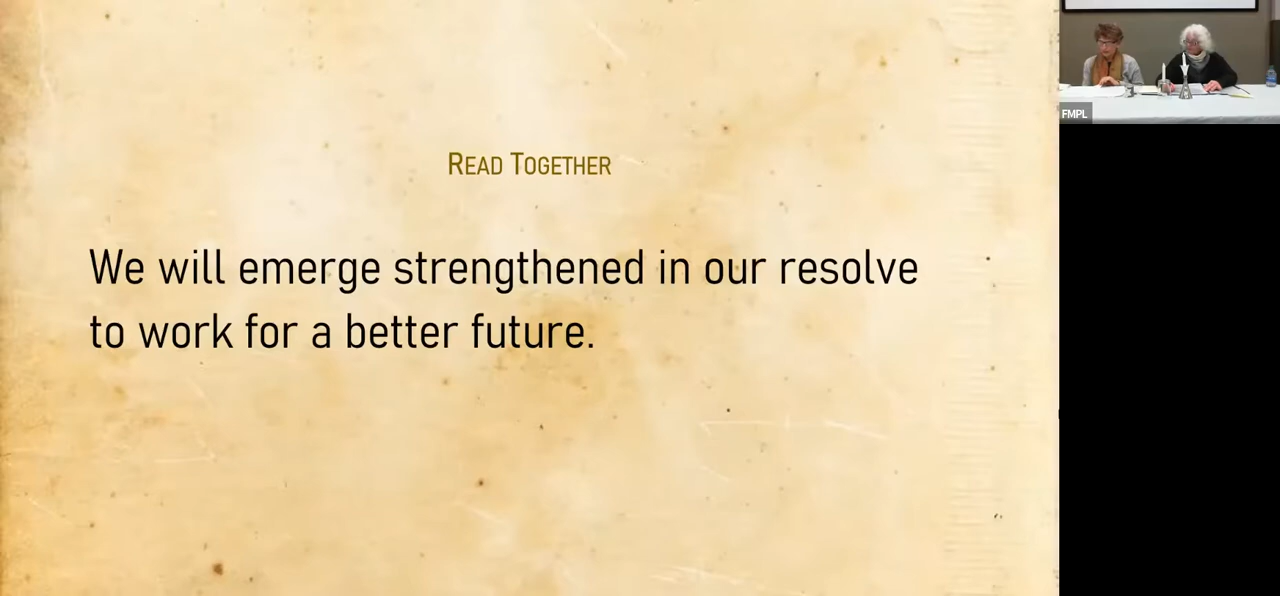 Read Together
We will emerge strengthened in our resolve
to work for a better future.
FMPL